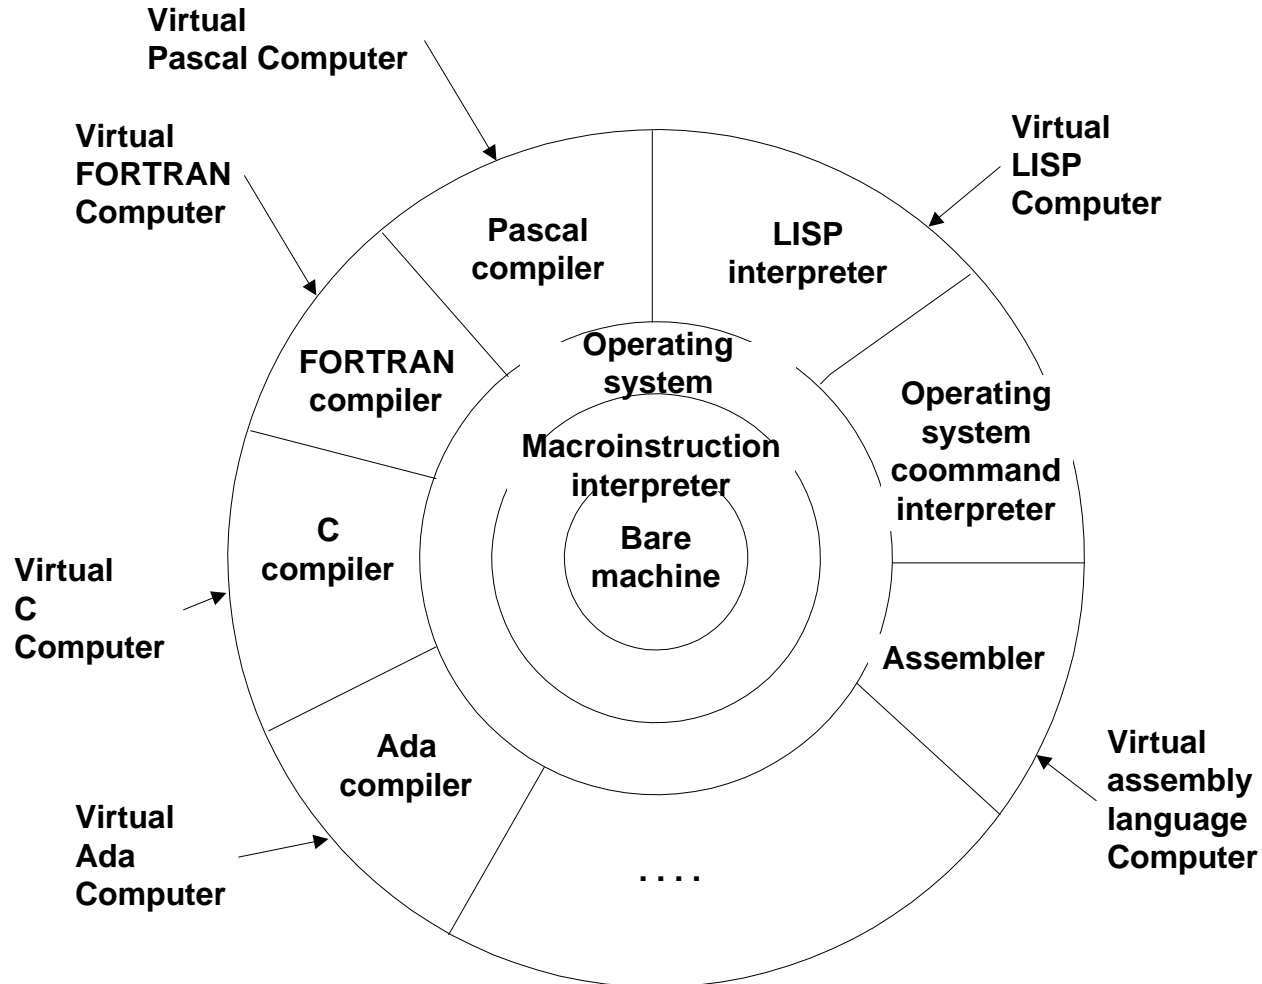 Virtual
Pascal Computer
Virtual
FORTRAN
Computer
Virtual
LISP
Computer
Pascal
compiler
LISP
interpreter
FORTRAN
compiler
Operating
system
Operating
system
coommand
interpreter
Macroinstruction
interpreter
C
compiler
Bare
machine
Virtual
C
Computer
Assembler
Ada
compiler
Virtual
assembly
language
Computer
Virtual
Ada
Computer
. . . .